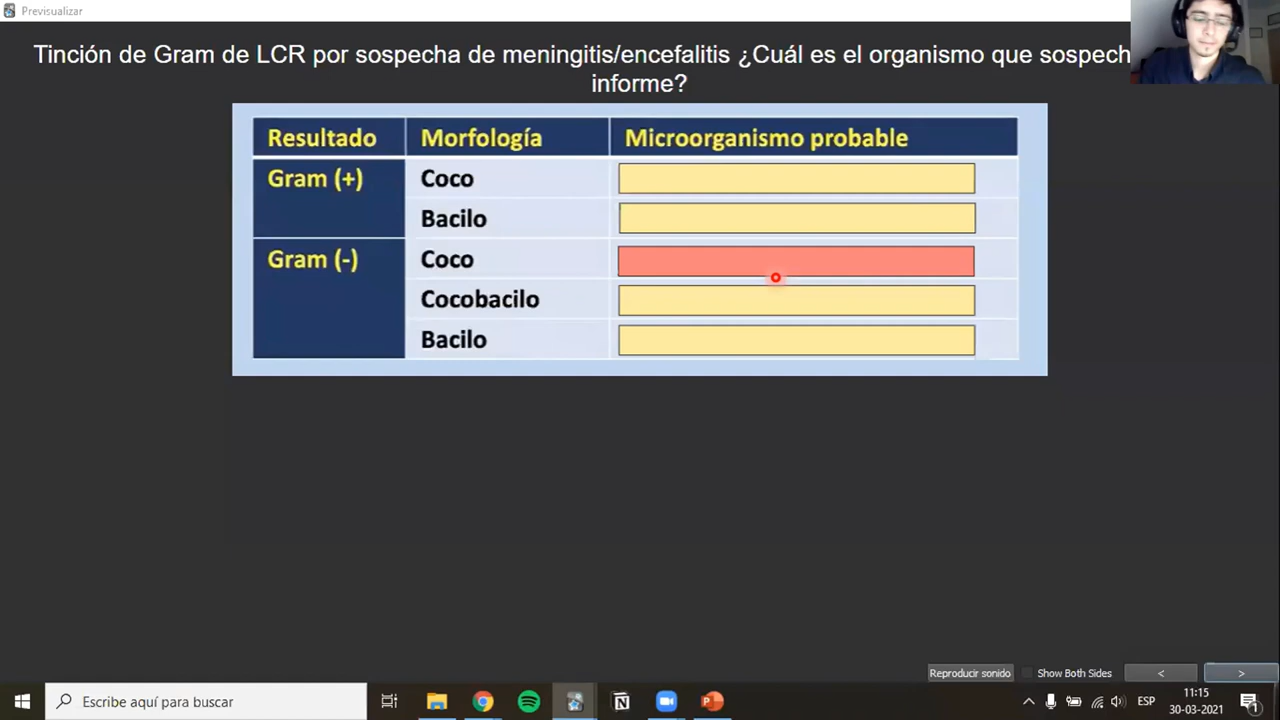 Previsualizar
Tinción de Gram de LCR por sospecha de meningitis/encefalitis ¿Cuál es el organismo que
informe?
Resultado Morfología Microorganismo probable
Gram (+) Coco
Bacilo
Gram (-) Coco
Cocobacilo
Bacilo
Reproducir sonido Show Both Sides < >
Escribe aquí para buscar
ESP
11:15
30-03-2021
1